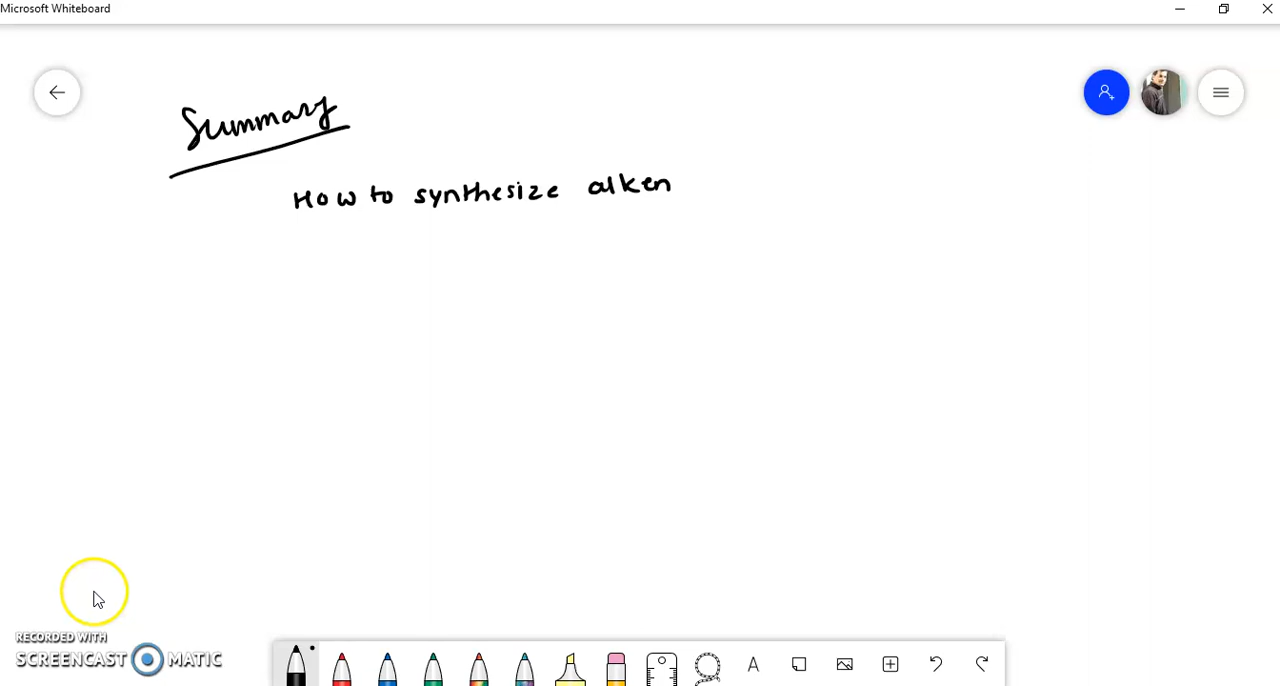 Microsoft Whiteboard
Summary
How to synthesize alken
RECORDED WITH
SCREENCAST MATIC
A